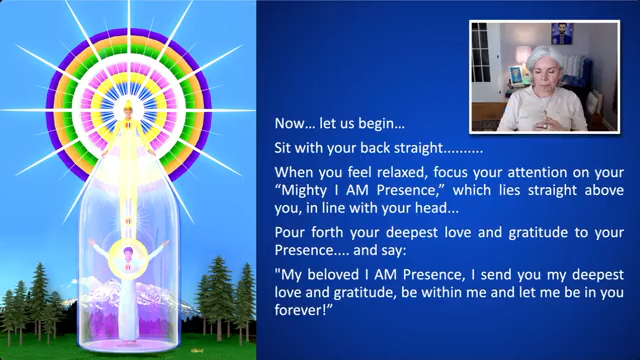 Now... let us begin...
Sit with your back straight..........
When you feel relaxed, focus your attention on your
“Mighty I AM Presence,” which lies straight above
you, in line with your head...
Pour forth your deepest love and gratitude to your
Presence.... and say:
"My beloved I AM Presence, I send you my deepest
love and gratitude, be within me and let me be in you
forever!”